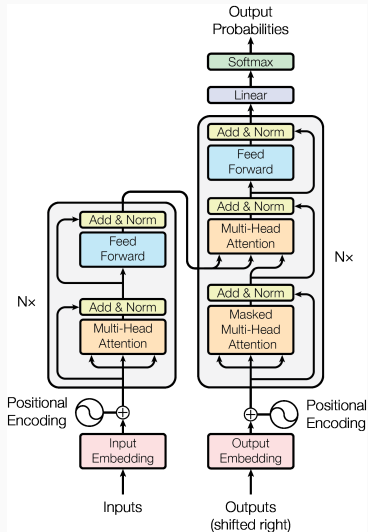 Output
Probabilities
Softmax
Linear
Add & Norm
Feed
Forward
Add & Norm
Multi-Head
Attention
Add & Norm
Masked
Multi-Head
Attention
Nx
Add & Norm
Feed
Forward
Add & Norm
Multi-Head
Attention
Nx
Positional
Encoding
Positional
Encoding
Input
Embedding
Output
Embedding
Inputs
Outputs
(shifted right)